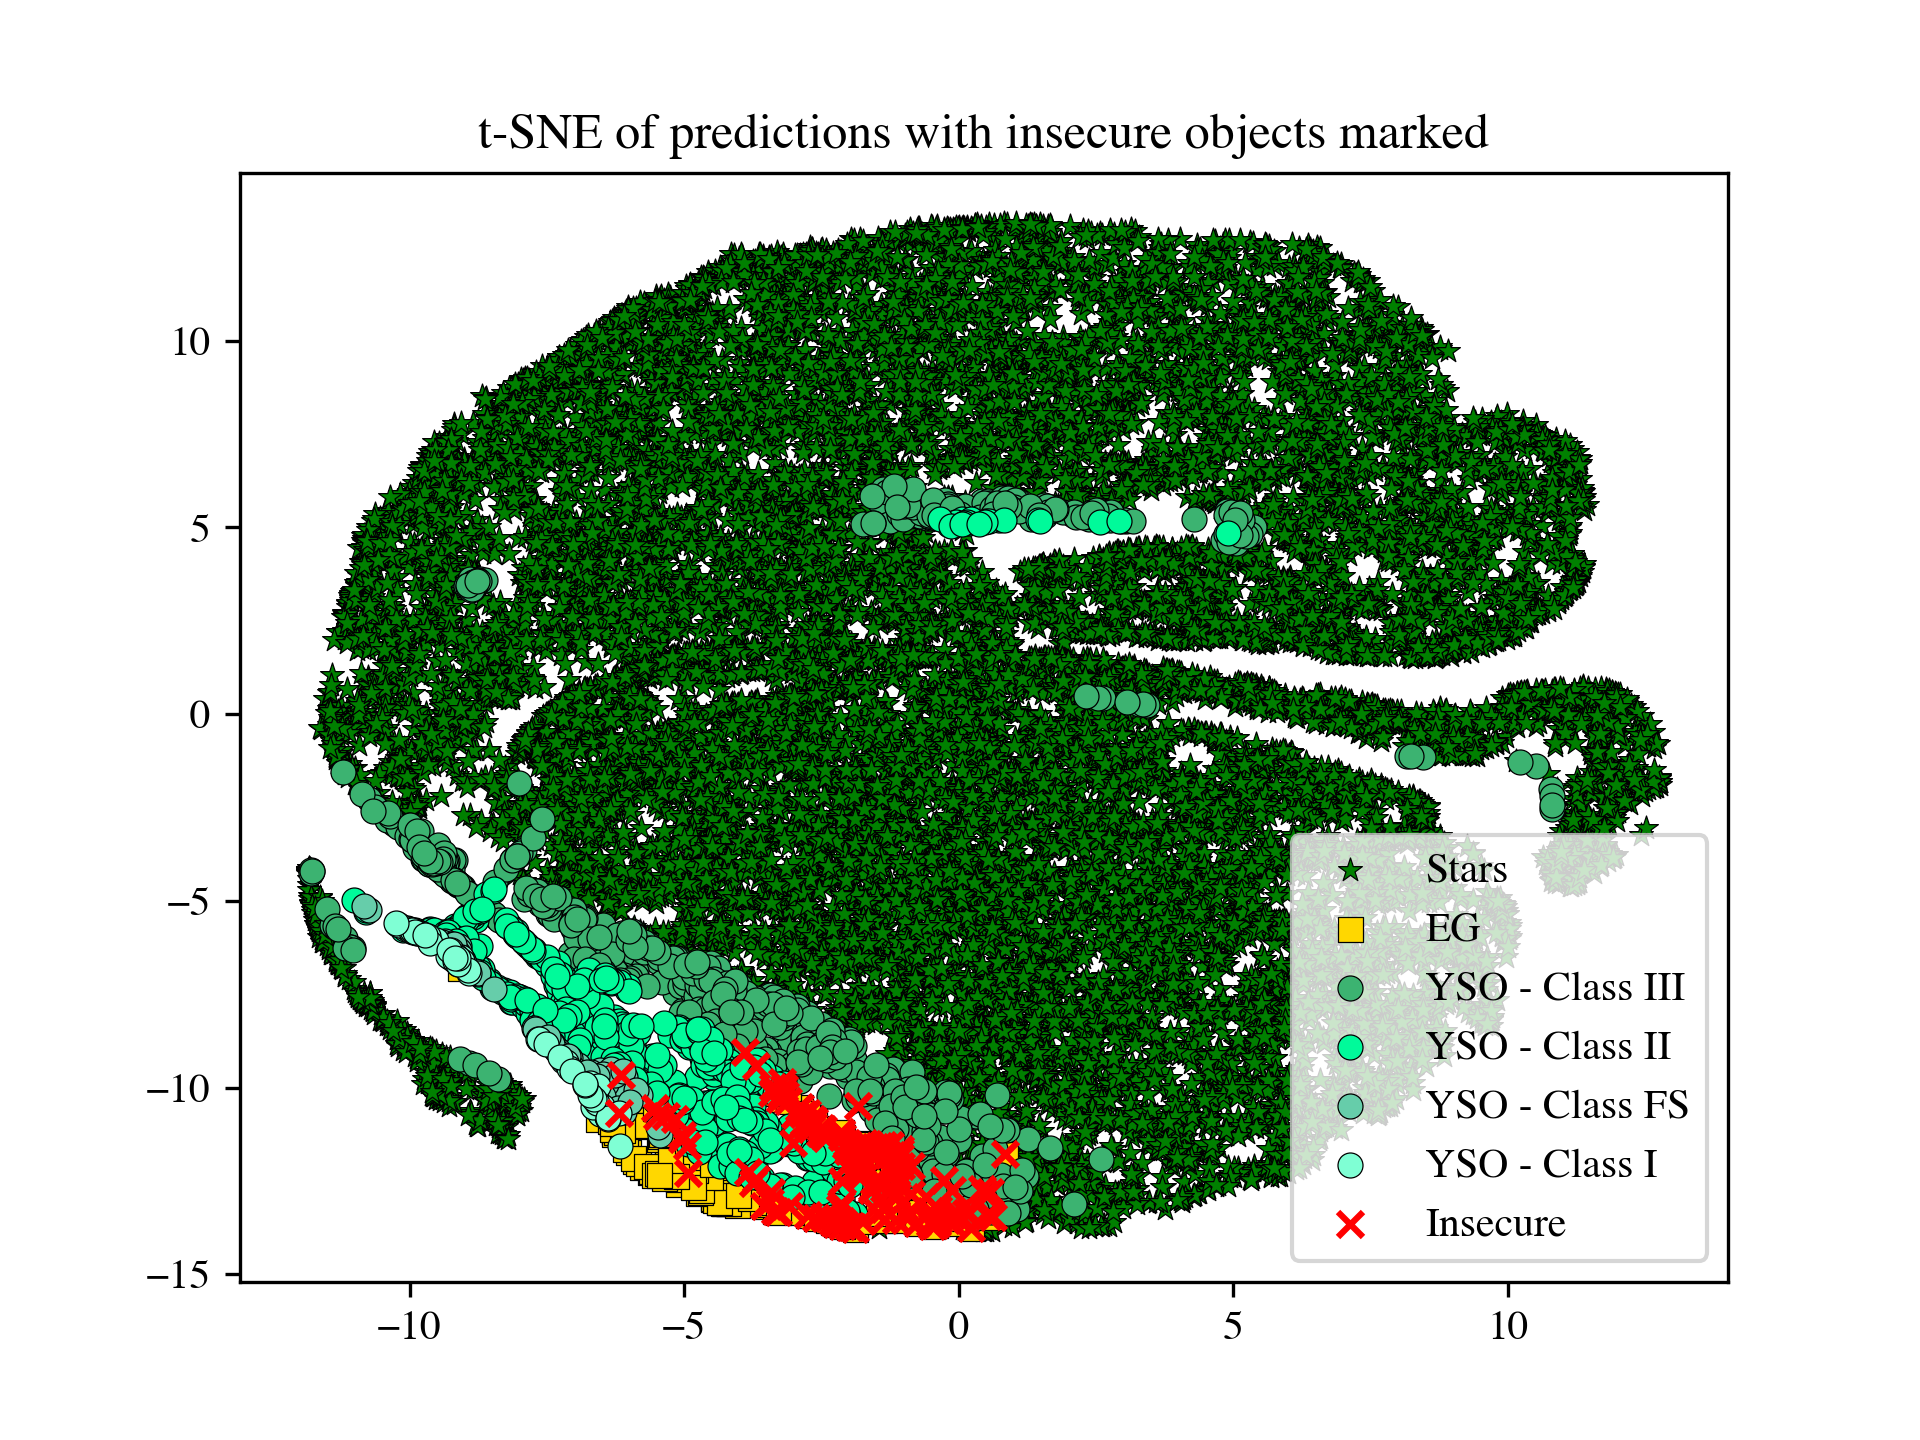 t-SNE of predictions with insecure objects marked
10
5
0
−5
−10
−15
−10
−5
0
5
10
Stars
EG
YSO - Class III
YSO - Class II
YSO - Class FS
YSO - Class I
Insecure